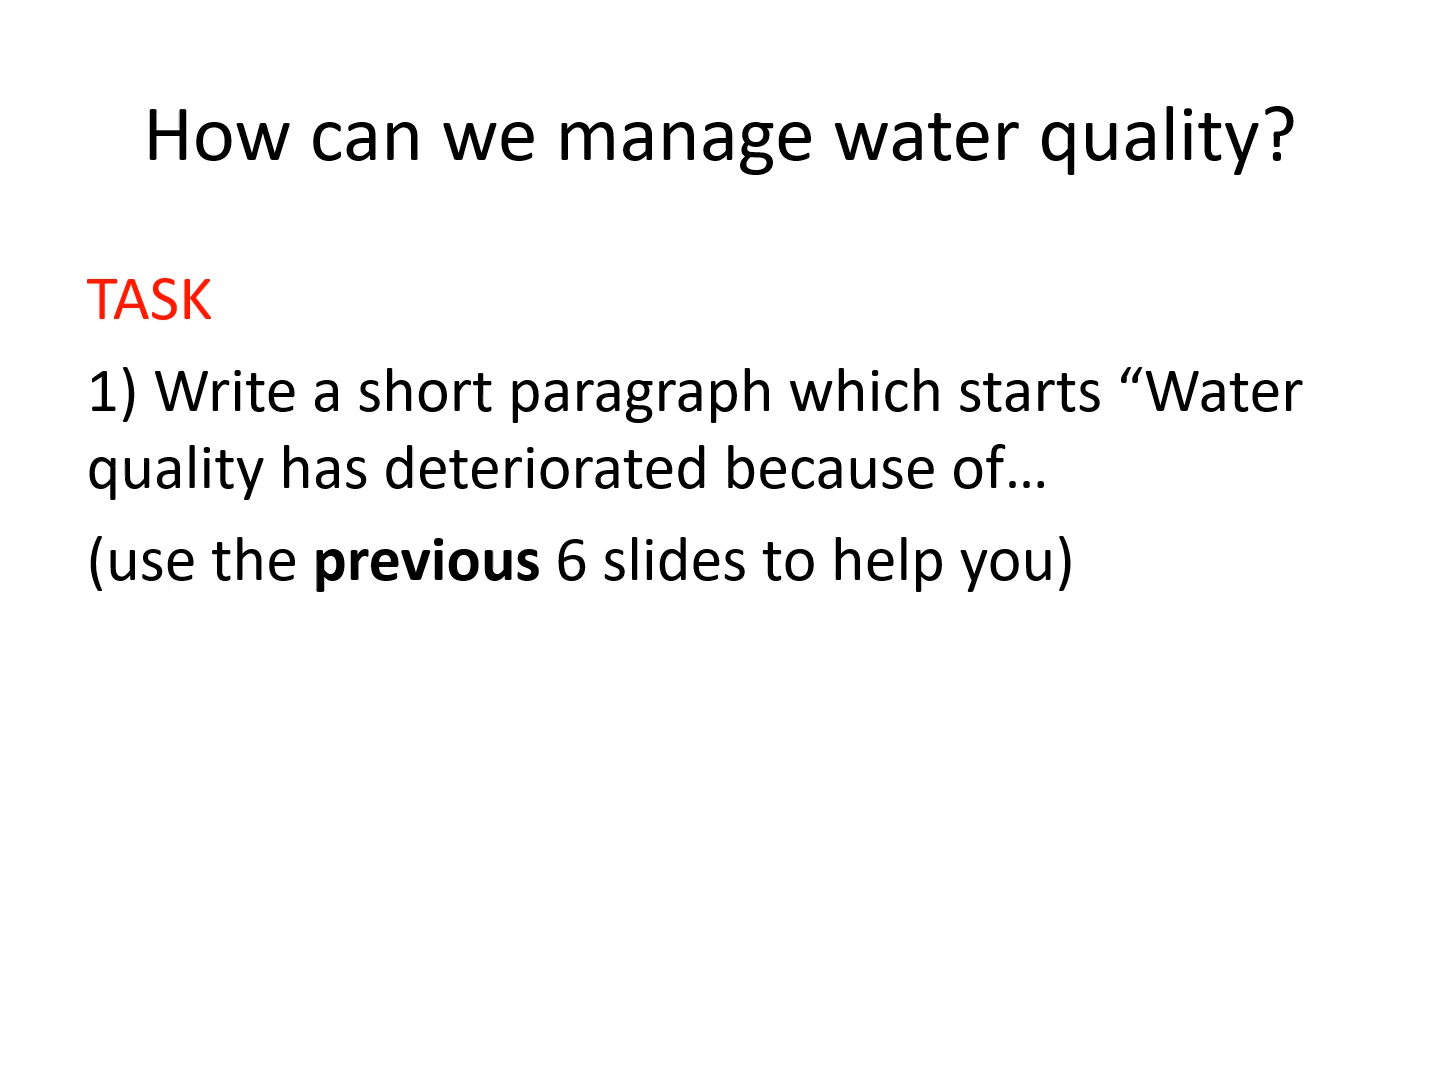 How can we manage water quality?
TASK
1) Write a short paragraph which starts “Water
quality has deteriorated because of…
(use the previous 6 slides to help you)